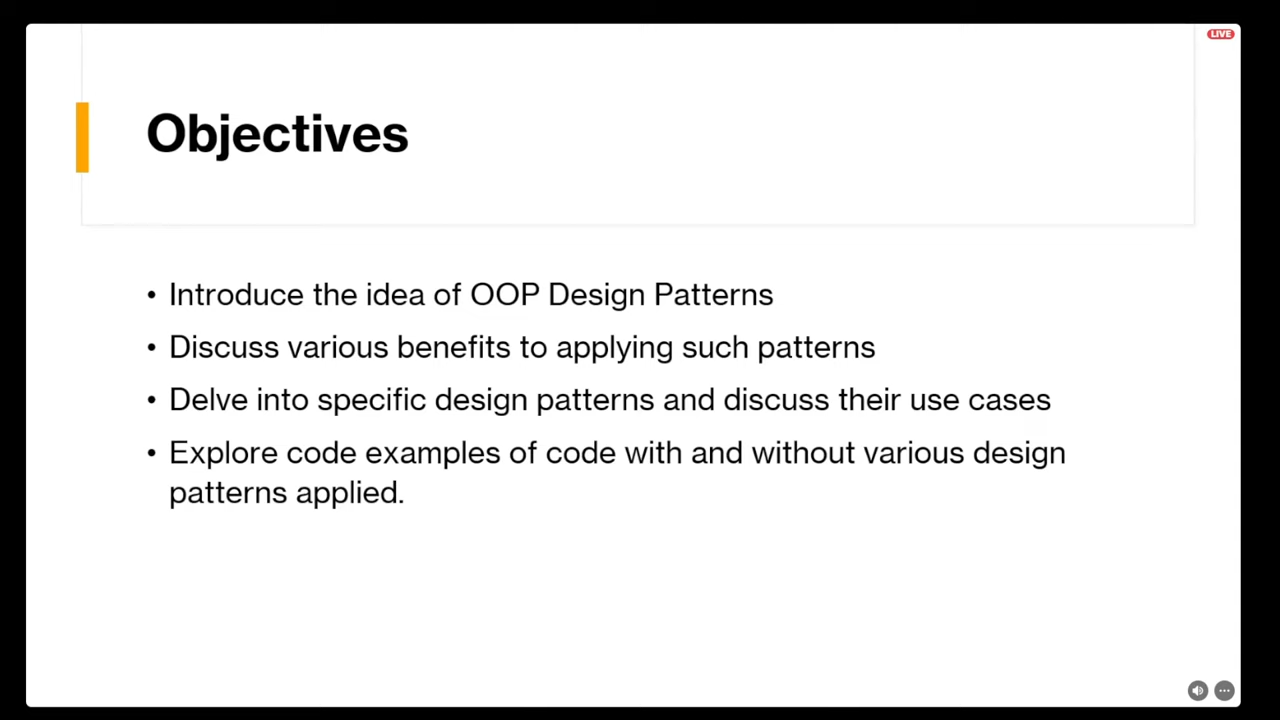 LIVE
Objectives
• Introduce the idea of OOP Design Patterns
• Discuss various benefits to applying such patterns
• Delve into specific design patterns and discuss their use cases
• Explore code examples of code with and without various design
patterns applied.